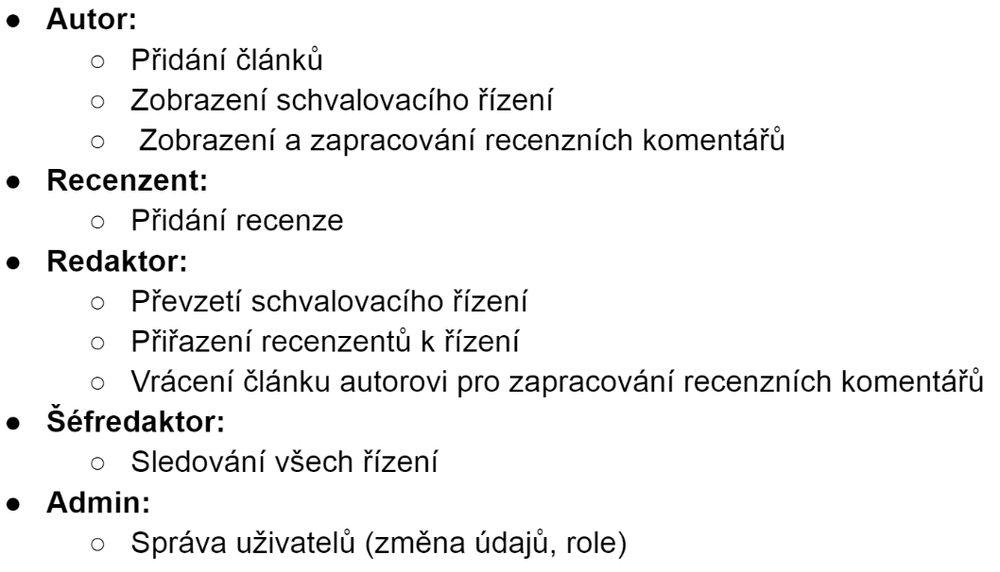 ● Autor:
○ Přidání článků
○ Zobrazení schvalovacího řízení
○ Zobrazení a zapracování recenzních komentářů
● Recenzent:
○ Přidání recenze
● Redaktor:
○ Převzetí schvalovacího řízení
○ Přiřazení recenzentů k řízení
○ Vrácení článku autorovi pro zapracování recenzních komentářů
● Šéfredaktor:
○ Sledování všech řízení
● Admin:
○ Správa uživatelů (změna údajů, role)